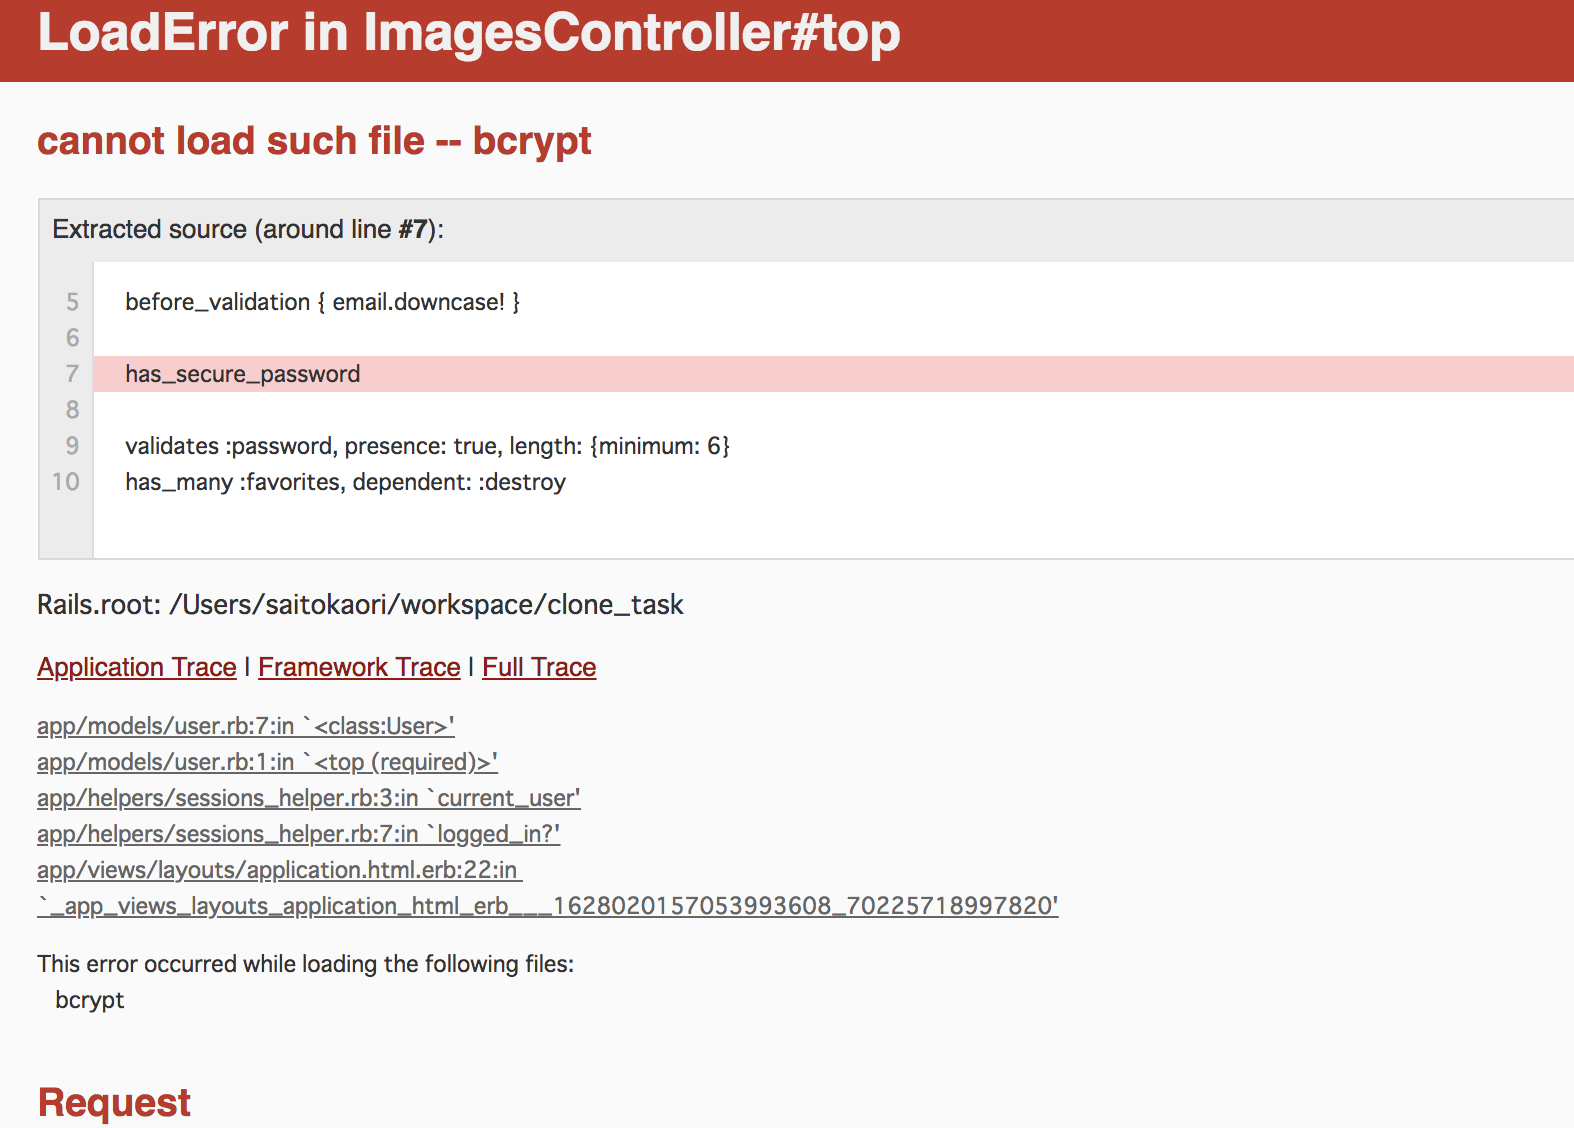 LoadError in ImagesController#top
cannot load such file -- bcrypt
Extracted source (around line #7):
5 before_validation { email.downcase! }
6
7 has_secure_password
8
9 validates :password, presence: true, length: {minimum: 6}
10 has_many :favorites, dependent: :destroy
Rails.root: /Users/saitokaori/workspace/clone_task
Application Trace | Framework Trace | Full Trace
app/models/user.rb:7:in `<class:User>'
app/models/user.rb:1:in `<top (required)>'
app/helpers/sessions_helper.rb:3:in `current_user'
app/helpers/sessions_helper.rb:7:in `logged_in?'
app/views/layouts/application.html.erb:22:in
`_app_views_layouts_application_html_erb___1628020157053993608_70225718997820'
This error occurred while loading the following files:
bcrypt
Request